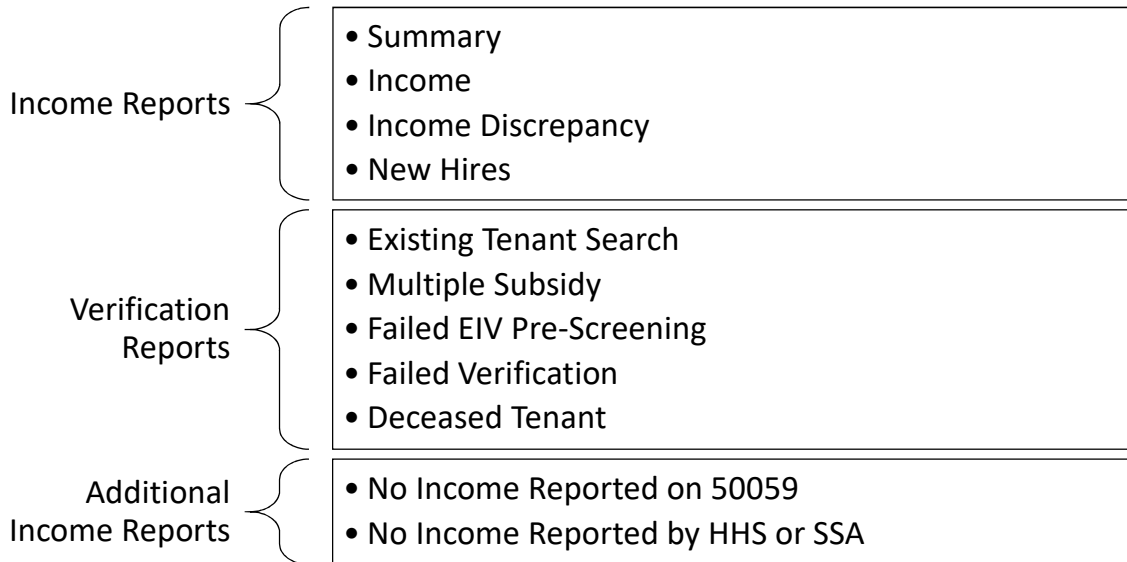 Income Reports
• Summary
• Income
• Income Discrepancy
• New Hires
Verification
Reports
• Existing Tenant Search
• Multiple Subsidy
• Failed EIV Pre-Screening
• Failed Verification
• Deceased Tenant
Additional
Income Reports
• No Income Reported on 50059
• No Income Reported by HHS or SSA